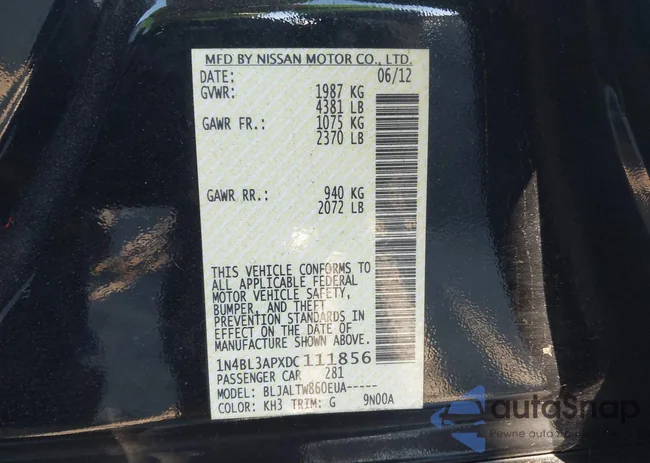 MFD BY NISSAN MOTOR CO., LTD.
DATE: 06/12
GVWR: 1987 KG
4381 LB
GAWR FR.: 1075 KG
2370 LB
GAWR RR.: 940 KG
2072 LB
THIS VEHICLE CONFORMS TO
ALL APPLICABLE FEDERAL
MOTOR VEHICLE SAFETY,
BUMPER, AND THEFT
PREVENTION STANDARDS IN
EFFECT ON THE DATE OF
MANUFACTURE SHOWN ABOVE.
1N4BL3APXDC111856
PASSENGER CAR 281
MODEL: BLJALTW860EUA-----
COLOR: KH3 TRIM: G 9N00A
autoSnap
Pewne auta